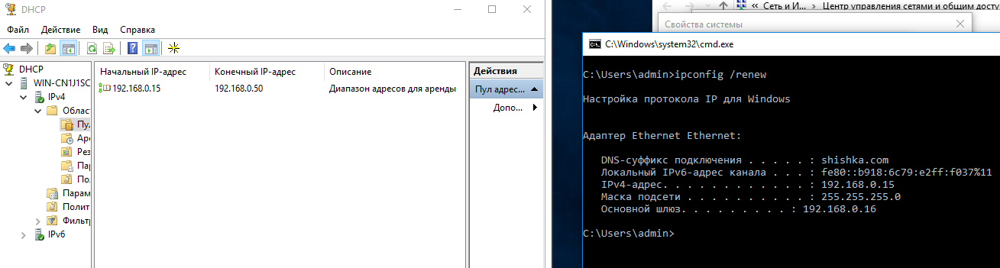 DHCP
Файл Действие Вид Справка
DHCP
WIN-CN1J1SC
IPv4
Област
Пул
Аре
Рез
Пар
Пол
Парам
Полит
Фильт
IPv6
Начальный IP-адрес Конечный IP-адрес Описание
192.168.0.15 192.168.0.50 Диапазон адресов для аренды
Действия
Пул адрес...
Допо...
« Сеть и И... › Центр управления сетями и общим досту
Свойства системы
C:\Windows\system32\cmd.exe
C:\Users\admin>ipconfig /renew
Настройка протокола IP для Windows
Адаптер Ethernet Ethernet:
DNS-суффикс подключения . . . . . : shishka.com
Локальный IPv6-адрес канала . . . : fe80::b918:6c79:e2ff:f037%11
IPv4-адрес. . . . . . . . . . . . : 192.168.0.15
Маска подсети . . . . . . . . . . : 255.255.255.0
Основной шлюз. . . . . . . . . : 192.168.0.16
C:\Users\admin>